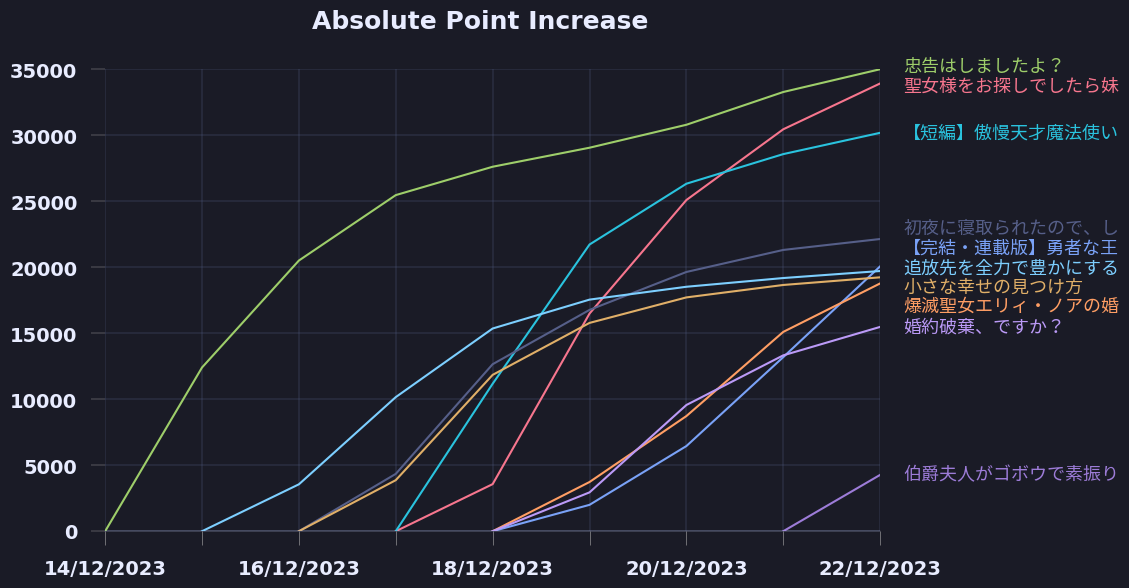 Absolute Point Increase
35000
30000
25000
20000
15000
10000
5000
0
14/12/2023
16/12/2023
18/12/2023
20/12/2023
22/12/2023
忠告はしましたよ？
聖女様をお探しでしたら妹
【短編】傲慢天才魔法使い
初夜に寝取られたので、し
【完結・連載版】勇者な王
追放先を全力で豊かにする
小さな幸せの見つけ方
爆滅聖女エリィ・ノアの婚
婚約破棄、ですか？
伯爵夫人がゴボウで素振り